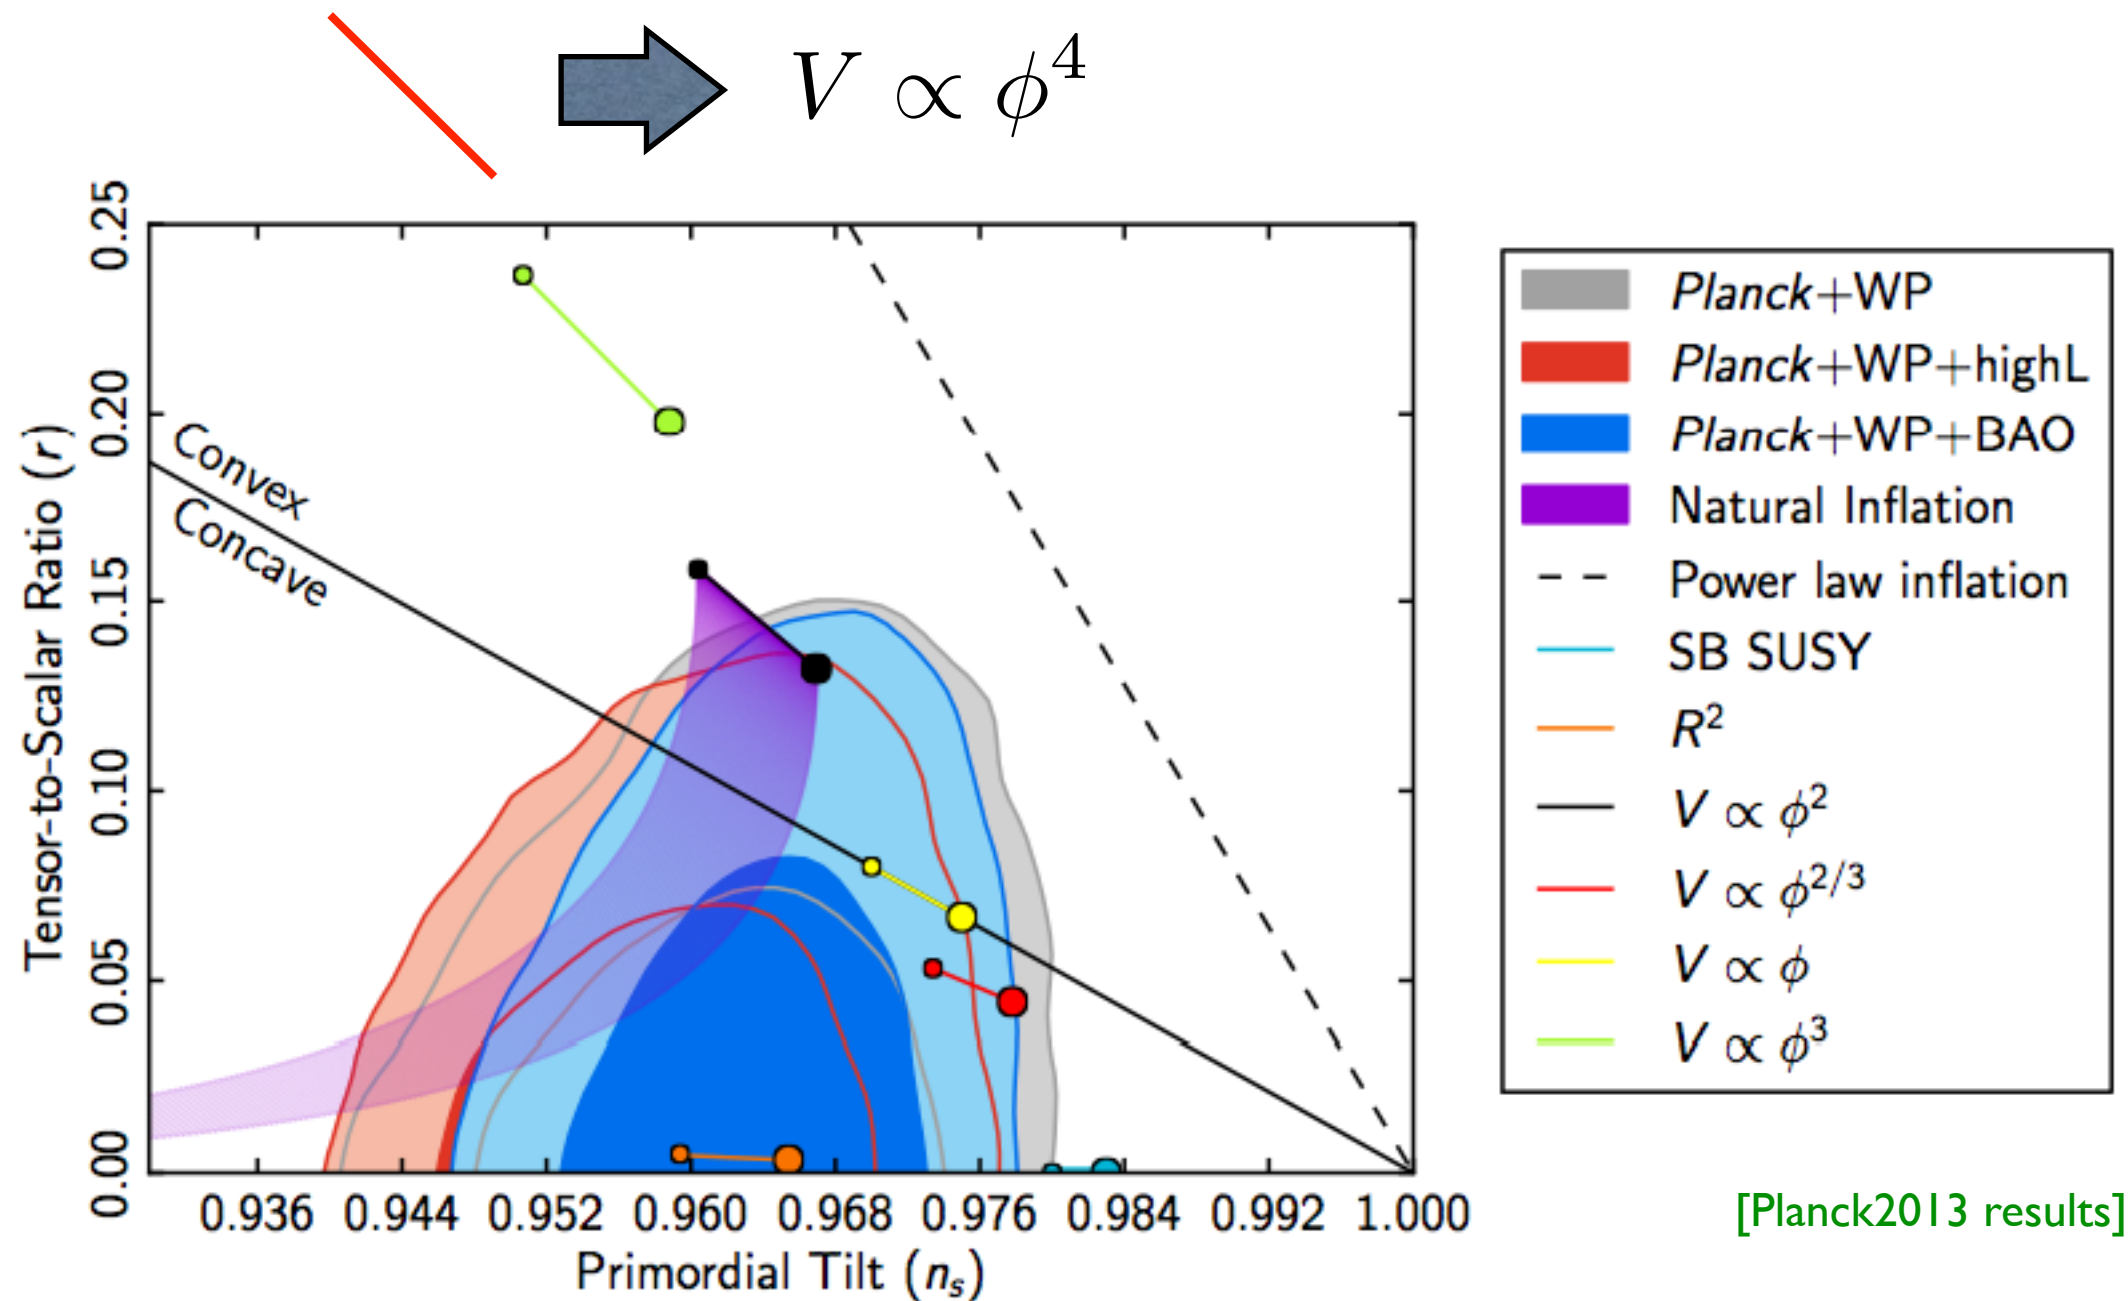 V ∝ ϕ⁴
0.25
0.20
0.15
0.10
0.05
0.00
Tensor-to-Scalar Ratio (r)
Convex
Concave
0.936 0.944 0.952 0.960 0.968 0.976 0.984 0.992 1.000
Primordial Tilt (nₛ)
Planck+WP
Planck+WP+highL
Planck+WP+BAO
Natural Inflation
Power law inflation
SB SUSY
R²
V ∝ ϕ²
V ∝ ϕ^{2/3}
V ∝ ϕ
V ∝ ϕ³
[Planck2013 results]